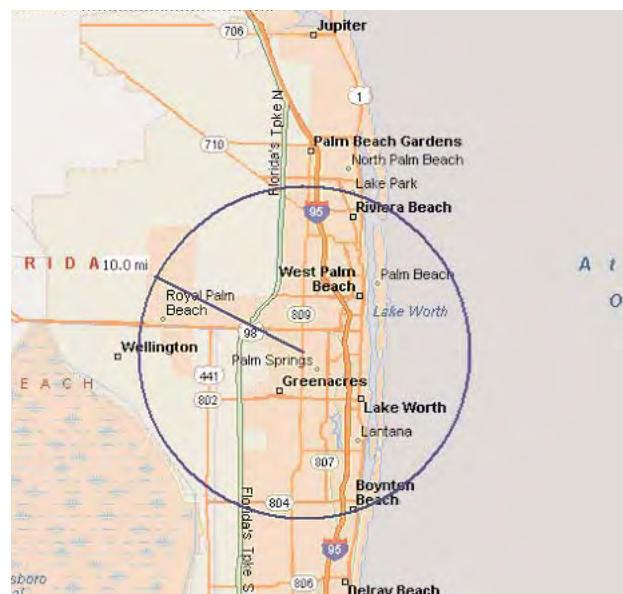 Jupiter
706
1
Florida's Tpke N
710
Palm Beach Gardens
North Palm Beach
Lake Park
95
Riviera Beach
R I D A
10.0 mi
A t
West Palm
Beach
Palm Beach
O
Royal Palm
Beach
809
Lake Worth
98
Wellington
Palm Springs
441
Greenacres
E A C H
802
Lake Worth
Lantana
807
Boynton
Beach
804
Florida's Tpke S
95
806
Delray Beach